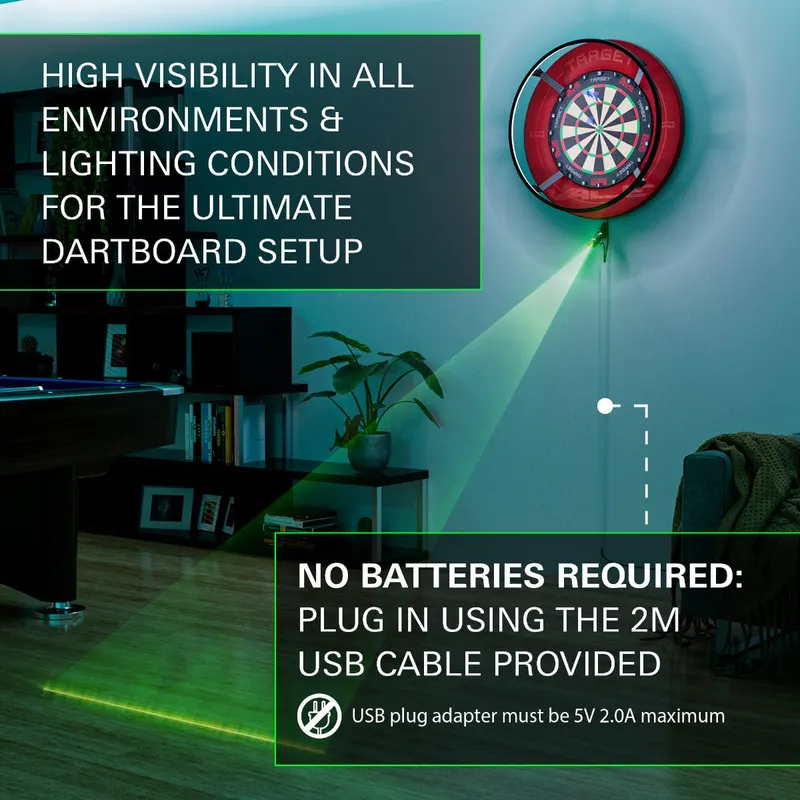 HIGH VISIBILITY IN ALL
ENVIRONMENTS &
LIGHTING CONDITIONS
FOR THE ULTIMATE
DARTBOARD SETUP
TARGET
TARGET
NO BATTERIES REQUIRED:
PLUG IN USING THE 2M
USB CABLE PROVIDED
USB plug adapter must be 5V 2.0A maximum